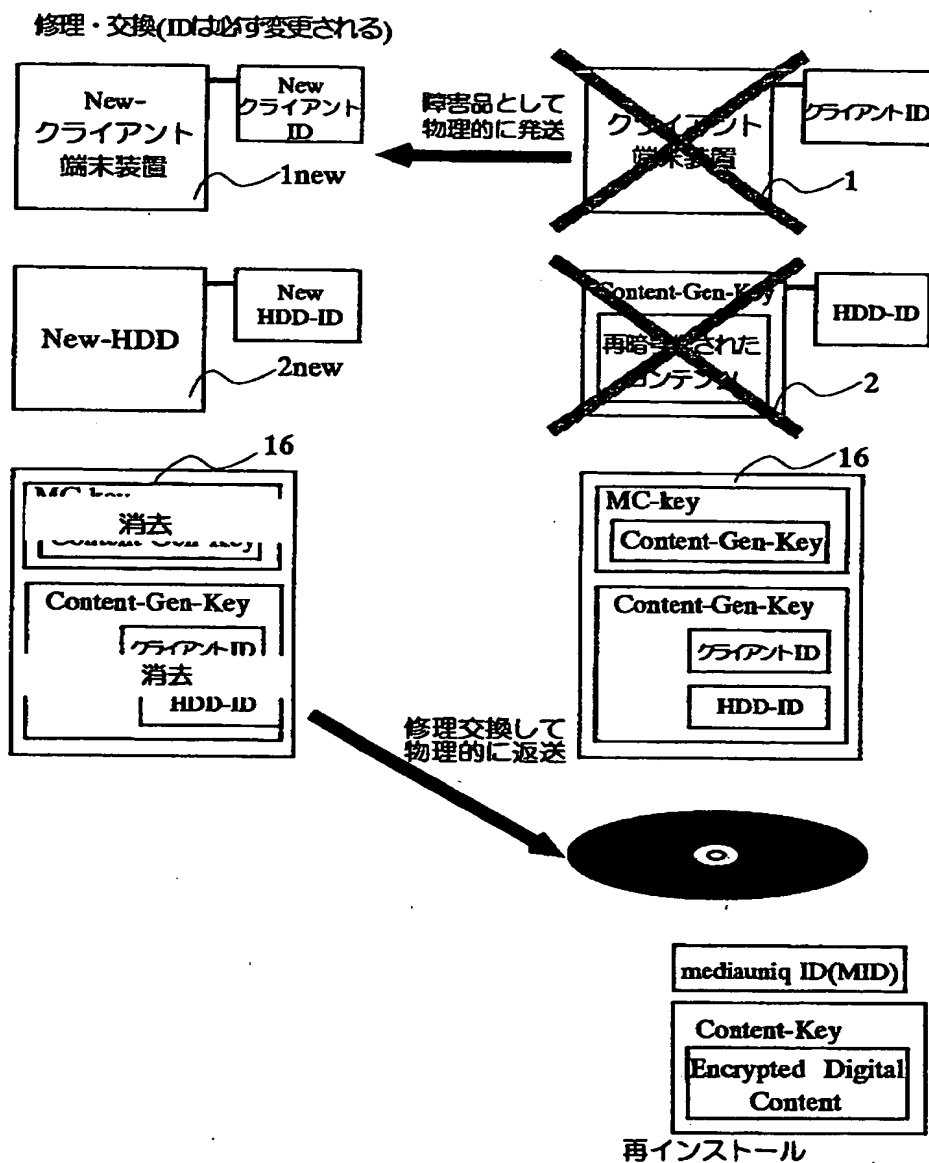 修理・交換(IDは必ず変更される)
New-
クライアント
端末装置
New
クライアント
ID
1new
障害品として
物理的に発送
クライアント
端末装置
クライアントID
1
New-HDD
New
HDD-ID
2new
Content-Gen-Key
再暗号化された
コンテンツ
HDD-ID
2
16
MC-key
消去
Content-Gen-Key
Content-Gen-Key
クライアントID
消去
HDD-ID
16
MC-key
Content-Gen-Key
Content-Gen-Key
クライアントID
HDD-ID
修理交換して
物理的に返送
mediauniq ID(MID)
Content-Key
Encrypted Digital
Content
再インストール